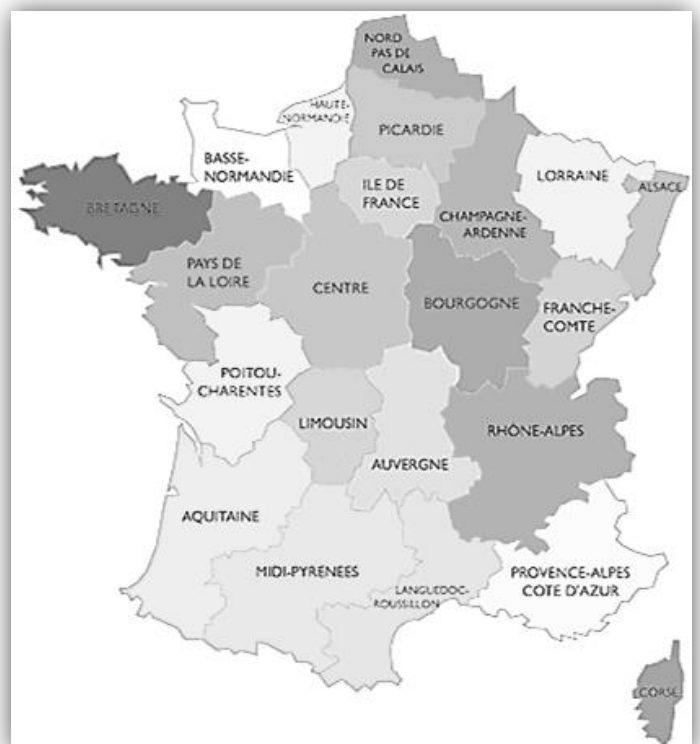 NORD
PAS DE
CALAIS
HAUTE-
NORMANDIE
PICARDIE
BASSE-
NORMANDIE
ILE DE
FRANCE
LORRAINE
ALSACE
BRETAGNE
CHAMPAGNE-
ARDENNE
PAYS DE
LA LOIRE
CENTRE
BOURGOGNE
FRANCHE-
COMTE
POITOU-
CHARENTES
LIMOUSIN
AUVERGNE
RHÔNE-ALPES
AQUITAINE
MIDI-PYRENEES
LANGUEDOC-
ROUSSILLON
PROVENCE-ALPES
COTE D'AZUR
CORSE